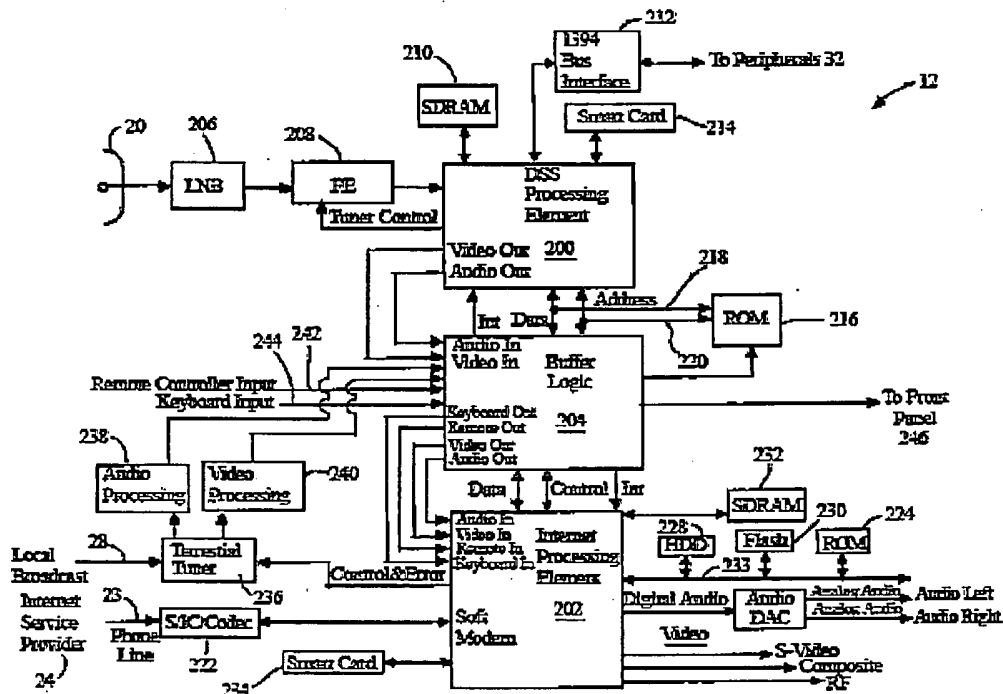 212
1394
Bus
Interface
To Peripherals 32
12
210
SDRAM
Smart Card
214
20
206
208
LNB
FE
Tuner Control
DSS
Processing
Element
200
Video Out
Audio Out
218
Address
Int
Data
ROM
216
220
242
244
Audio In
Video In
Buffer
Logic
204
Remote Controller Input
Keyboard Input
Keyboard Out
Remote Out
Video Out
Audio Out
To Front
Panel
246
238
Audio
Processing
Video
Processing
240
Data
Control
Int
232
SDRAM
230
224
228
HDD
Flash
ROM
233
Audio In
Video In
Remote In
Keyboard In
Internet
Processing
Element
202
Soft
Modem
Local
Broadcast
28
Terrestial
Tuner
236
Control&Error
Internet
Service
Provider
24
23
Phone
Line
S/IC/Codec
222
Smart Card
Digital Audio
Audio
DAC
Analog Audio
Analog Audio
Audio Left
Audio Right
Video
S-Video
Composite
RF